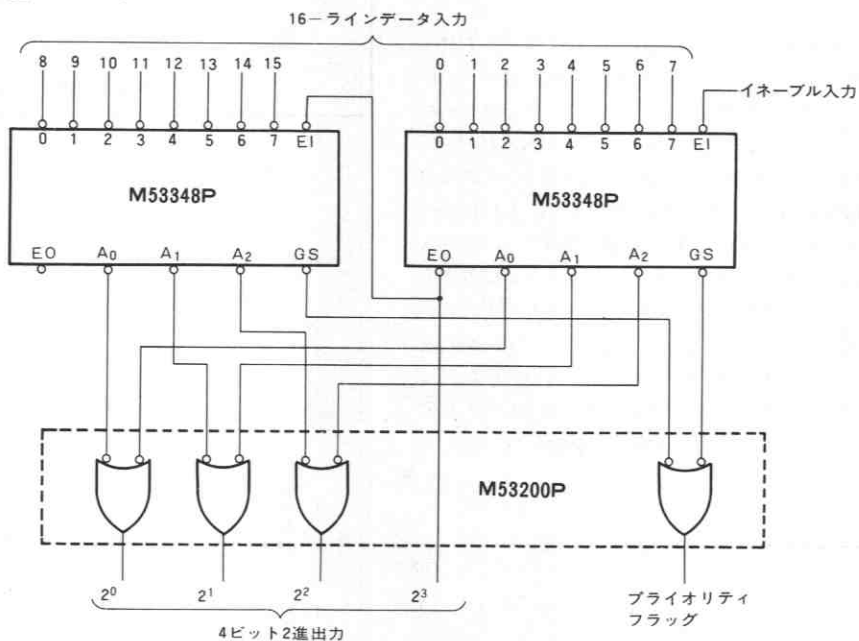 16-ラインデータ入力
8 9 10 11 12 13 14 15 0 1 2 3 4 5 6 7
イネーブル入力
0 1 2 3 4 5 6 7 EI 0 1 2 3 4 5 6 7 EI
M53348P M53348P
EO A0 A1 A2 GS EO A0 A1 A2 GS
M53200P
2⁰ 2¹ 2² 2³
プライオリティ
フラッグ
4ビット2進出力